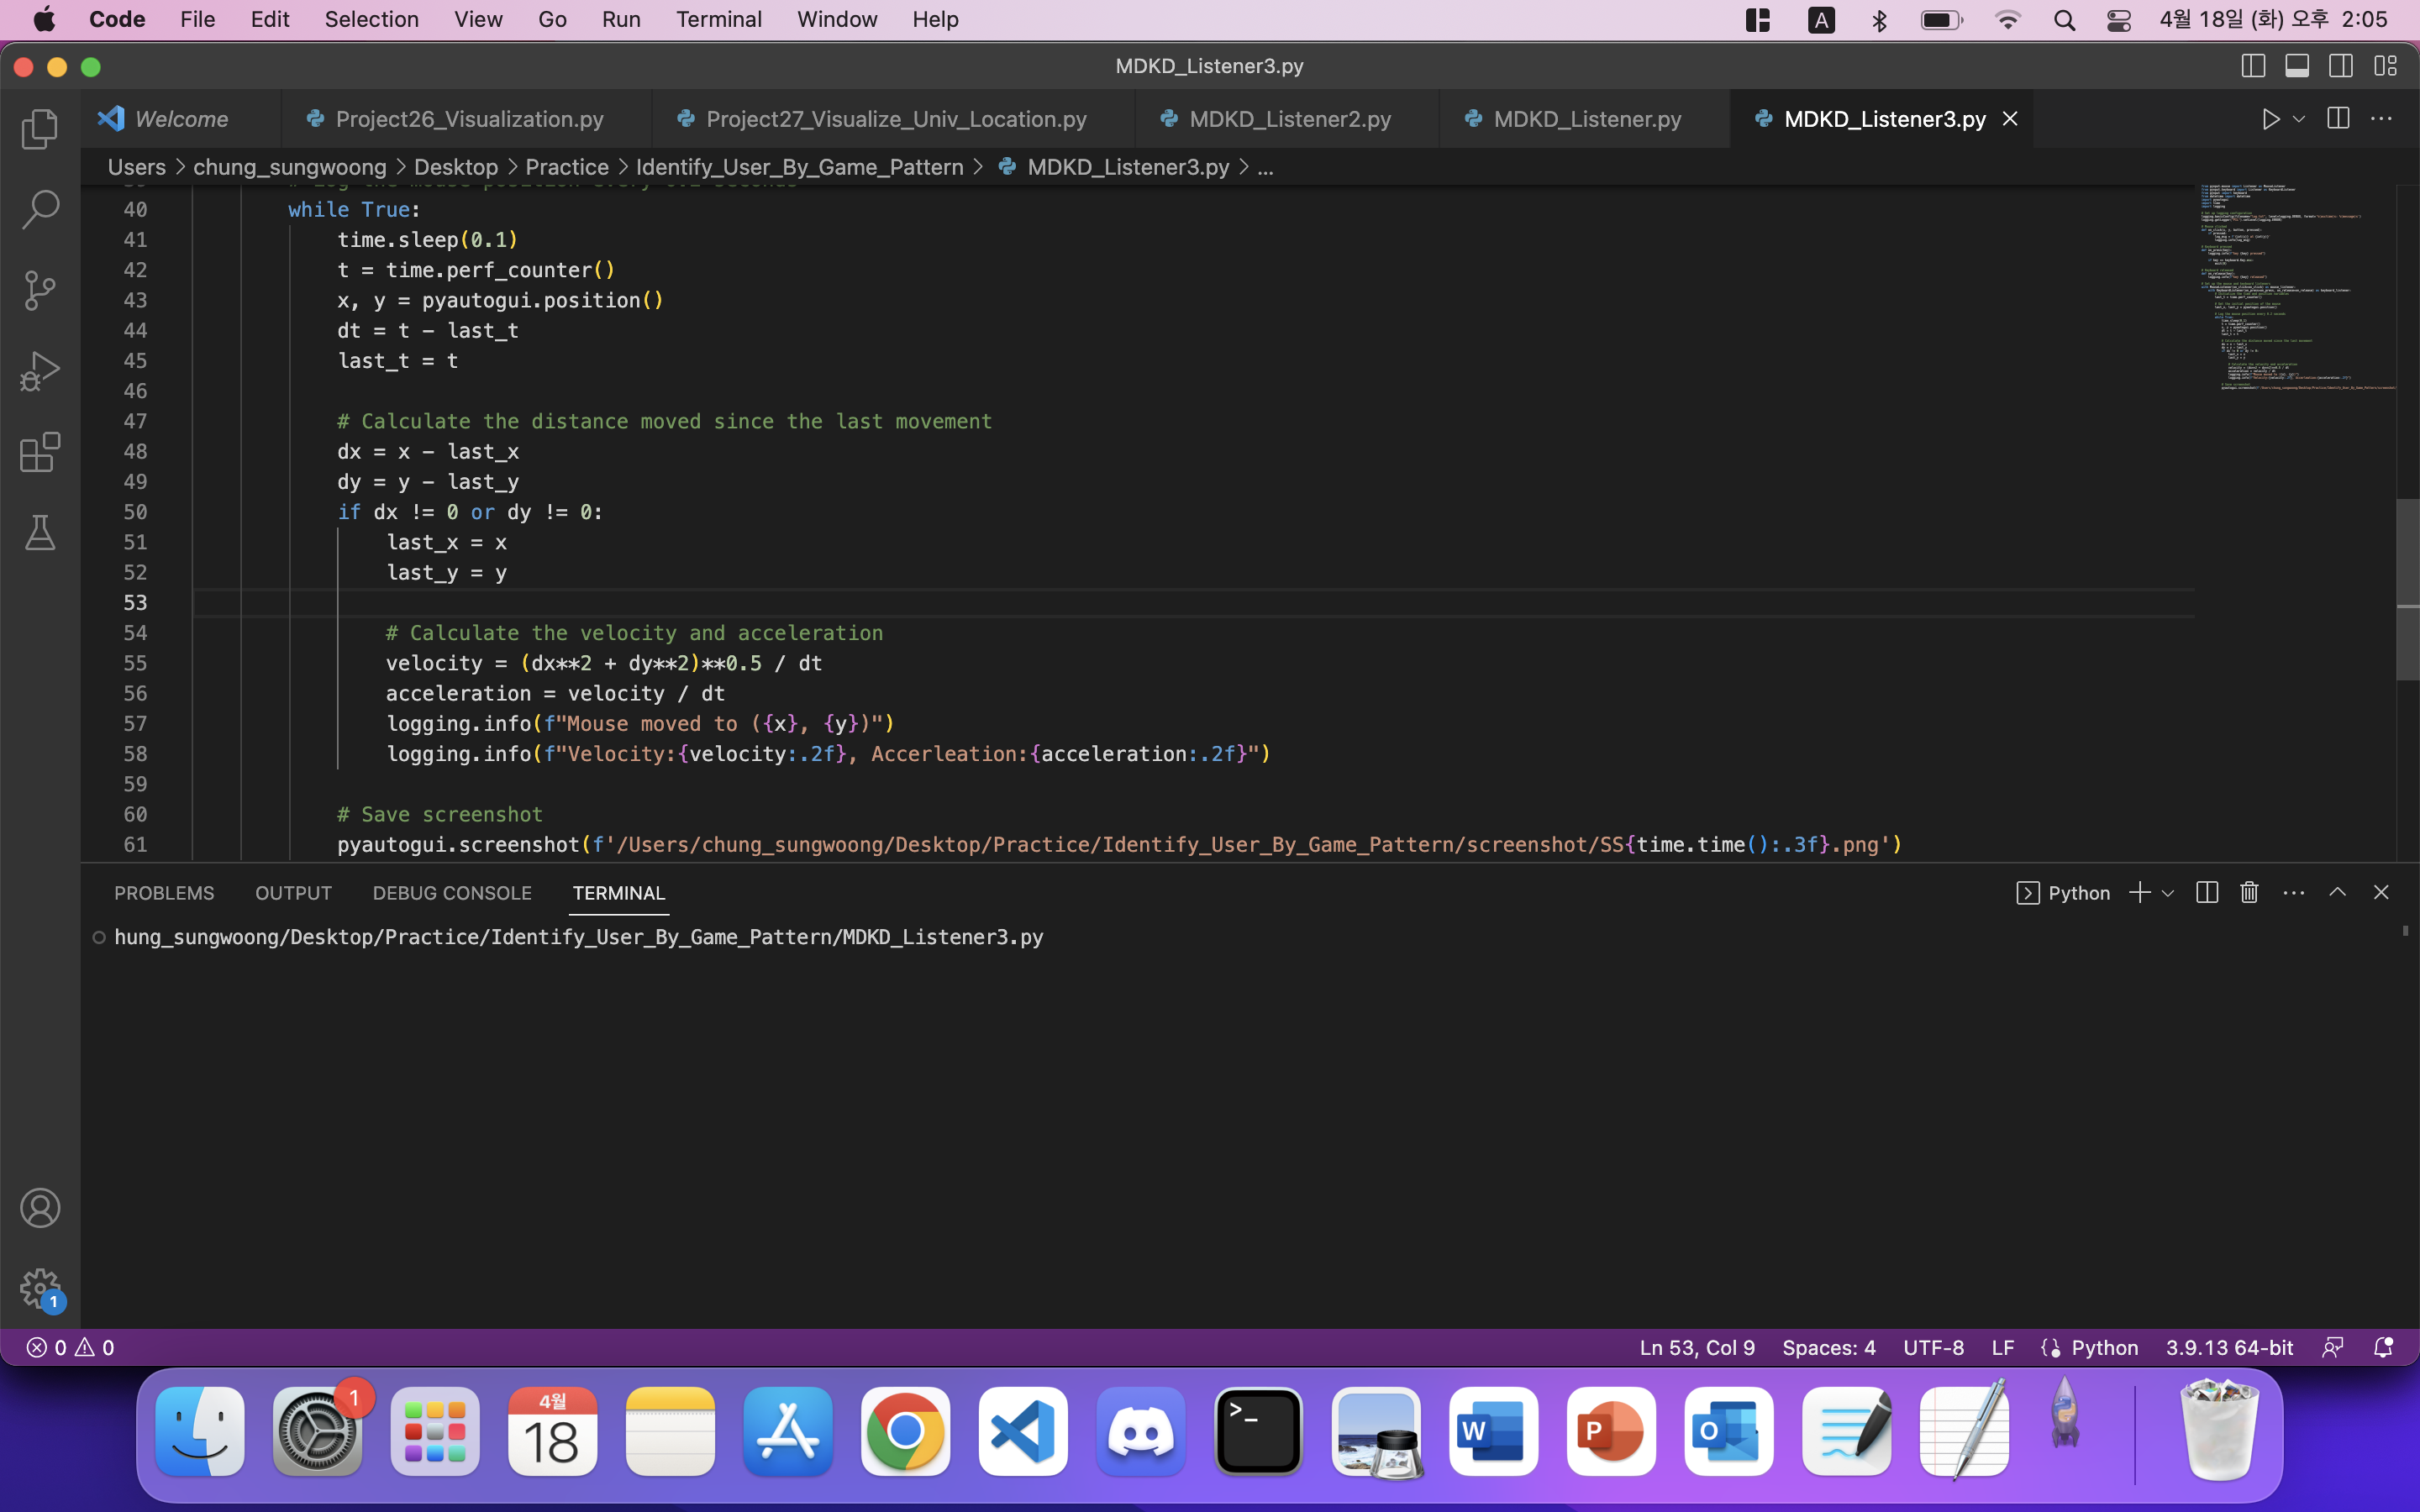 Code File Edit Selection View Go Run Terminal Window Help A 4월 18일 (화) 오후 2:05
MDKD_Listener3.py
Welcome Project26_Visualization.py Project27_Visualize_Univ_Location.py MDKD_Listener2.py MDKD_Listener.py MDKD_Listener3.py
Users > chung_sungwoong > Desktop > Practice > Identify_User_By_Game_Pattern > MDKD_Listener3.py > ...
40 while True:
41 time.sleep(0.1)
42 t = time.perf_counter()
43 x, y = pyautogui.position()
44 dt = t - last_t
45 last_t = t
46
47 # Calculate the distance moved since the last movement
48 dx = x - last_x
49 dy = y - last_y
50 if dx != 0 or dy != 0:
51 last_x = x
52 last_y = y
53
54 # Calculate the velocity and acceleration
55 velocity = (dx**2 + dy**2)**0.5 / dt
56 acceleration = velocity / dt
57 logging.info(f"Mouse moved to ({x}, {y})")
58 logging.info(f"Velocity:{velocity:.2f}, Accerleation:{acceleration:.2f}")
59
60 # Save screenshot
61 pyautogui.screenshot(f'/Users/chung_sungwoong/Desktop/Practice/Identify_User_By_Game_Pattern/screenshot/SS{time.time():.3f}.png')
PROBLEMS OUTPUT DEBUG CONSOLE TERMINAL Python
hung_sungwoong/Desktop/Practice/Identify_User_By_Game_Pattern/MDKD_Listener3.py
1
0 0 Ln 53, Col 9 Spaces: 4 UTF-8 LF Python 3.9.13 64-bit
1 4월 18 >_ W P O